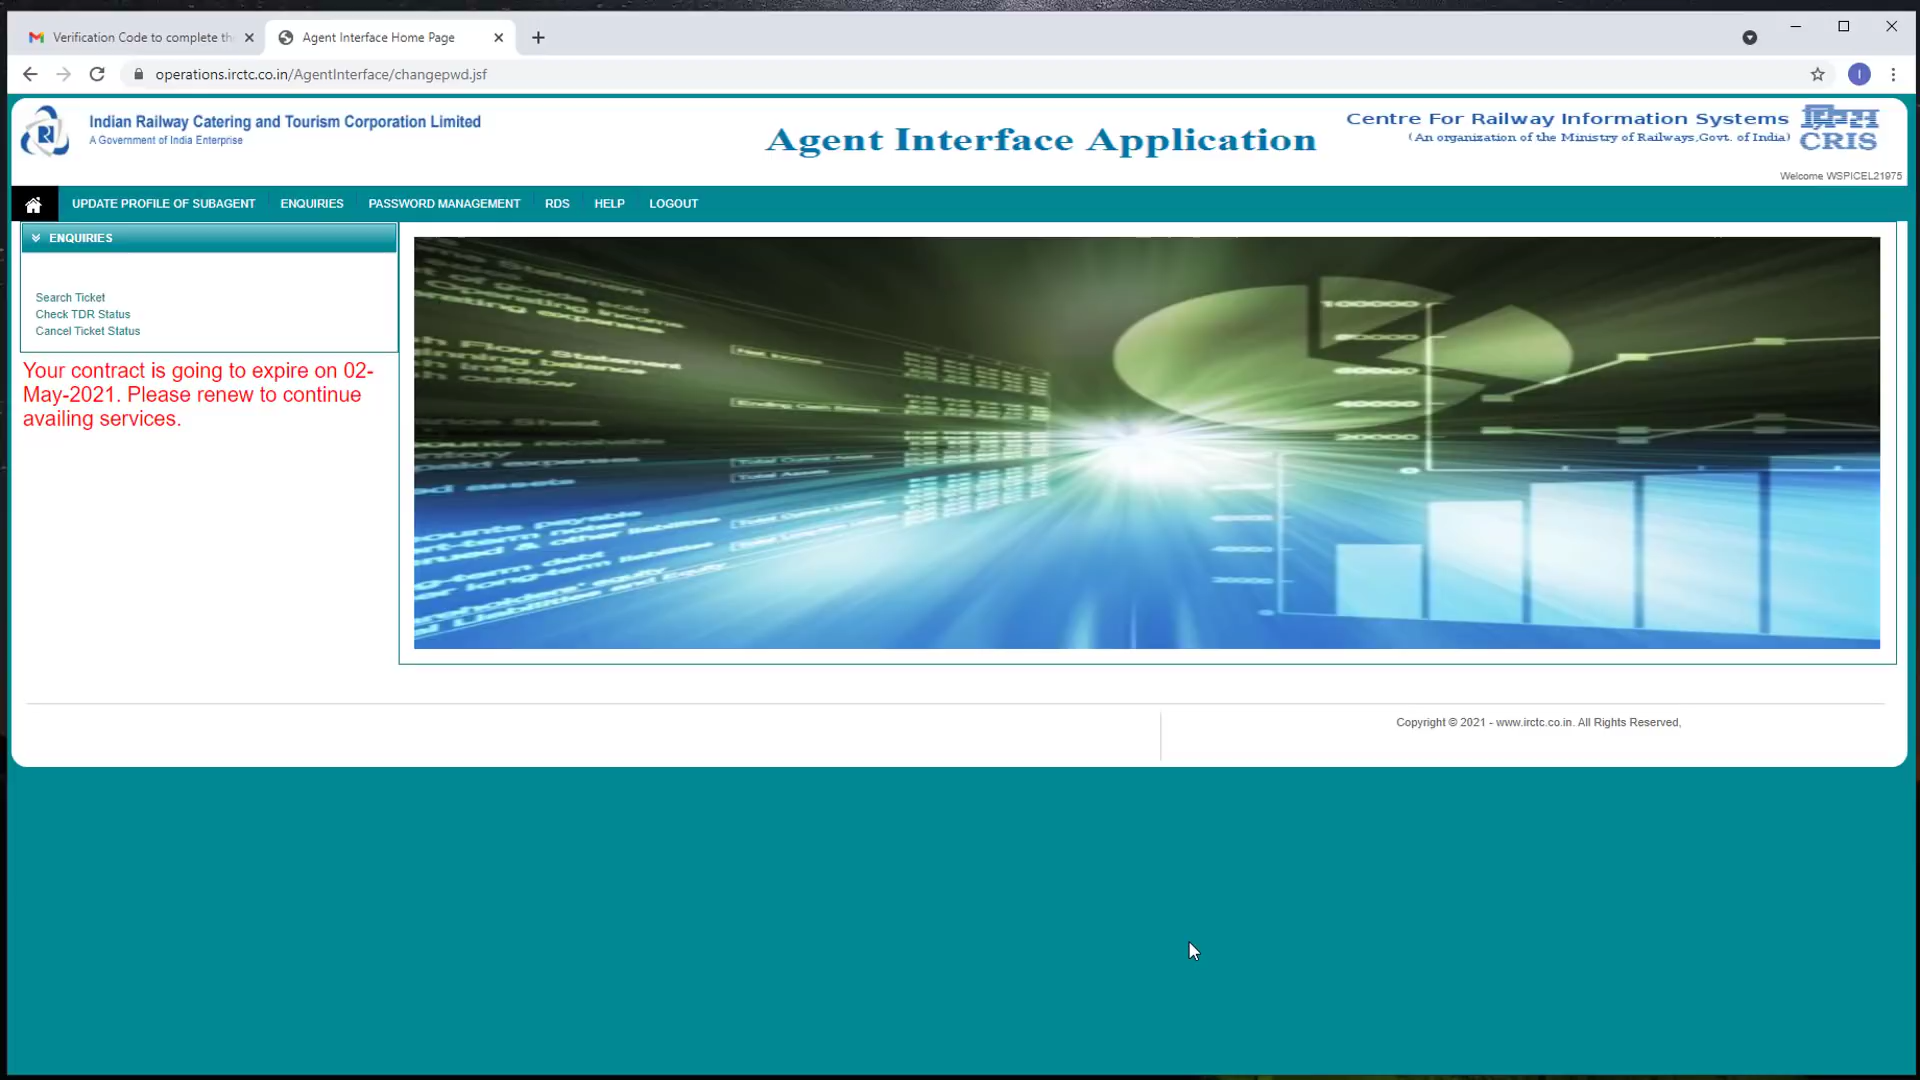 Verification Code to complete th
Agent Interface Home Page
operations.irctc.co.in/AgentInterface/changepwd.jsf
I
Indian Railway Catering and Tourism Corporation Limited
A Government of India Enterprise
Agent Interface Application
Centre For Railway Information Systems
(An organization of the Ministry of Railways,Govt. of India)
क्रिस
CRIS
Welcome WSPICEL21975
UPDATE PROFILE OF SUBAGENT ENQUIRIES PASSWORD MANAGEMENT RDS HELP LOGOUT
ENQUIRIES
Search Ticket
Check TDR Status
Cancel Ticket Status
Your contract is going to expire on 02-
May-2021. Please renew to continue
availing services.
Copyright © 2021 - www.irctc.co.in. All Rights Reserved,